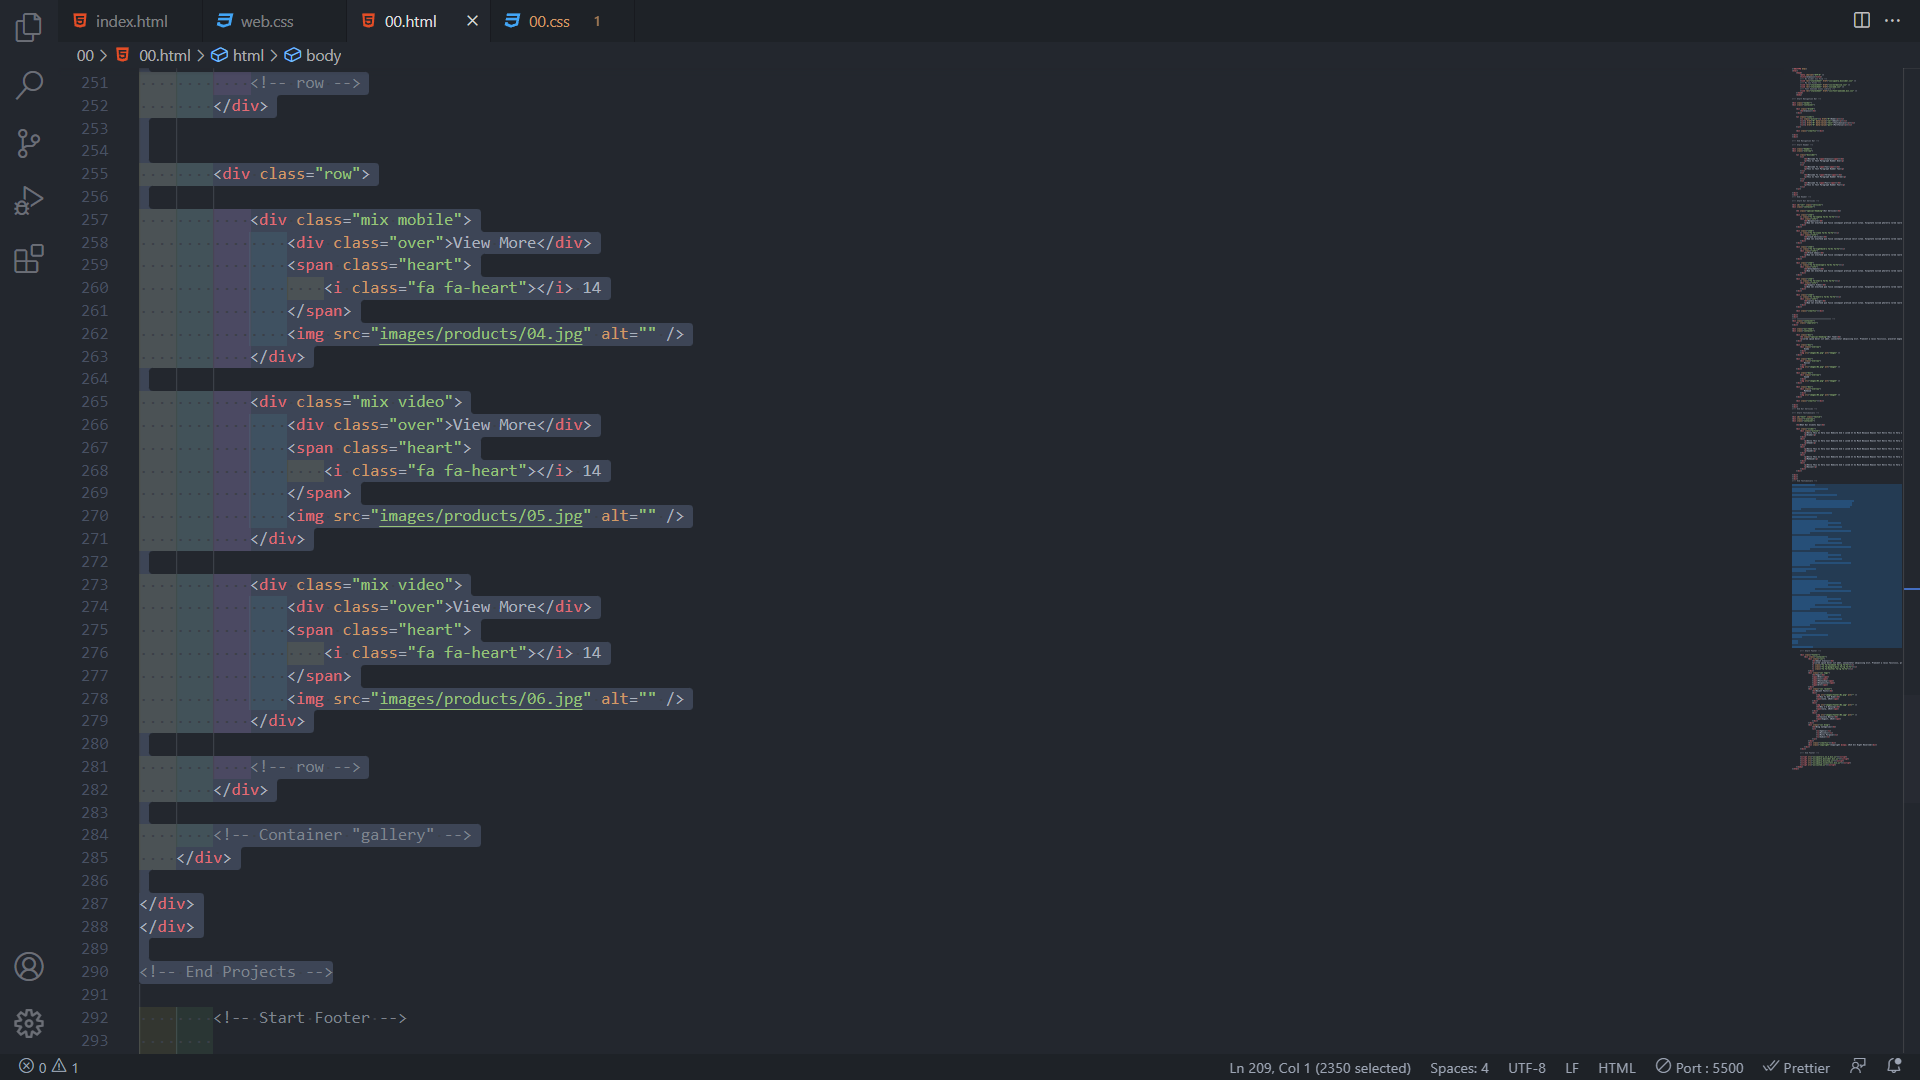 index.html
web.css
00.html
00.css 1
00 > 00.html > html > body
251 <!-- row -->
252 </div>
253
254
255 <div class="row">
256
257 <div class="mix mobile">
258 <div class="over">View More</div>
259 <span class="heart">
260 <i class="fa fa-heart"></i> 14
261 </span>
262 <img src="images/products/04.jpg" alt="" />
263 </div>
264
265 <div class="mix video">
266 <div class="over">View More</div>
267 <span class="heart">
268 <i class="fa fa-heart"></i> 14
269 </span>
270 <img src="images/products/05.jpg" alt="" />
271 </div>
272
273 <div class="mix video">
274 <div class="over">View More</div>
275 <span class="heart">
276 <i class="fa fa-heart"></i> 14
277 </span>
278 <img src="images/products/06.jpg" alt="" />
279 </div>
280
281 <!-- row -->
282 </div>
283
284 <!-- Container "gallery" -->
285 </div>
286
287 </div>
288 </div>
289
290 <!-- End Projects -->
291
292 <!-- Start Footer -->
293
0 1
Ln 209, Col 1 (2350 selected)
Spaces: 4
UTF-8
LF
HTML
Port : 5500
Prettier